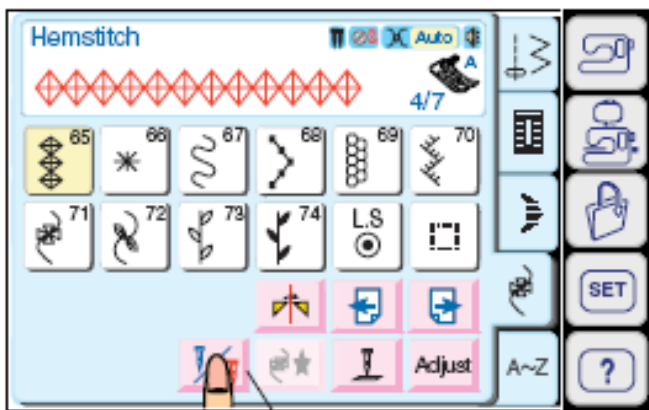 Hemstitch
Auto
A
4/7
65 66 67 68 69 70
71 72 73 74 L.S
Adjust
A~Z
SET
?